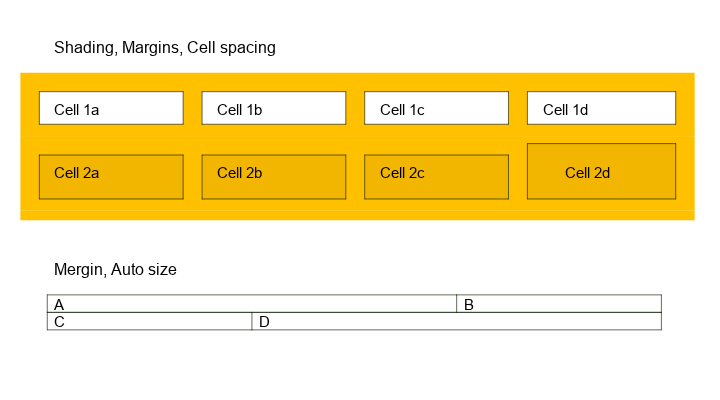 Shading, Margins, Cell spacing
Cell 1a Cell 1b Cell 1c Cell 1d
Cell 2a Cell 2b Cell 2c Cell 2d
Mergin, Auto size
A B
C D